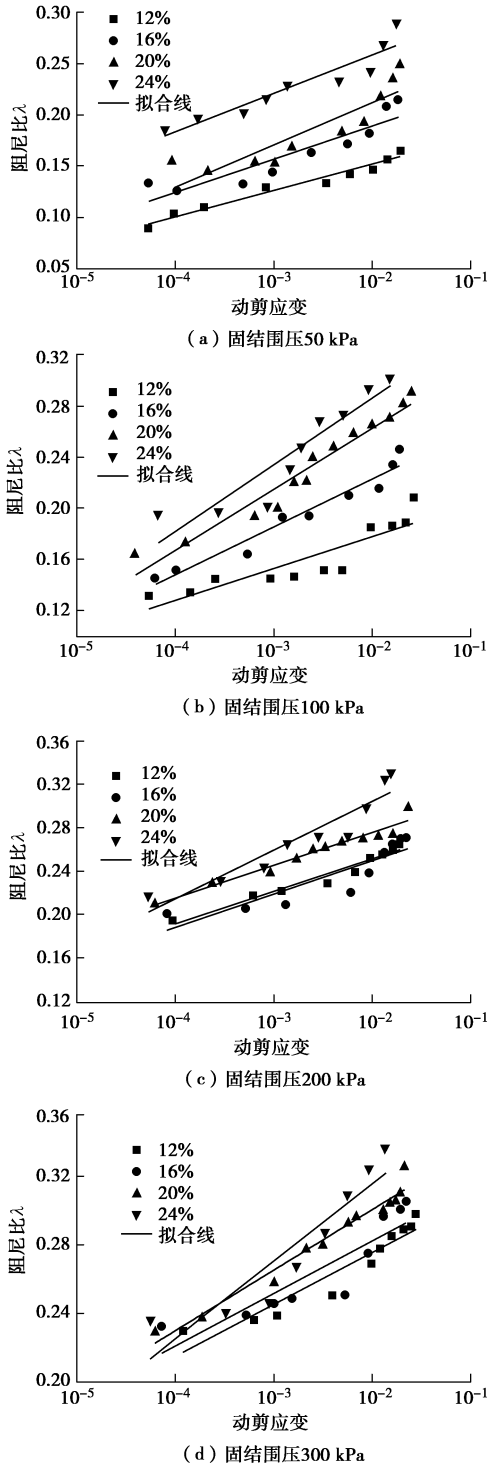 0.30
0.25
0.20
0.15
0.10
0.05
阻尼比λ
12%
16%
20%
24%
拟合线
10⁻⁵ 10⁻⁴ 10⁻³ 10⁻² 10⁻¹
动剪应变
（a）固结围压50 kPa
0.32
0.28
0.24
0.20
0.16
0.12
阻尼比λ
12%
16%
20%
24%
拟合线
10⁻⁵ 10⁻⁴ 10⁻³ 10⁻² 10⁻¹
动剪应变
（b）固结围压100 kPa
0.36
0.32
0.28
0.24
0.20
0.16
0.12
阻尼比λ
12%
16%
20%
24%
拟合线
10⁻⁵ 10⁻⁴ 10⁻³ 10⁻² 10⁻¹
动剪应变
（c）固结围压200 kPa
0.36
0.32
0.28
0.24
0.20
阻尼比λ
12%
16%
20%
24%
拟合线
10⁻⁵ 10⁻⁴ 10⁻³ 10⁻² 10⁻¹
动剪应变
（d）固结围压300 kPa